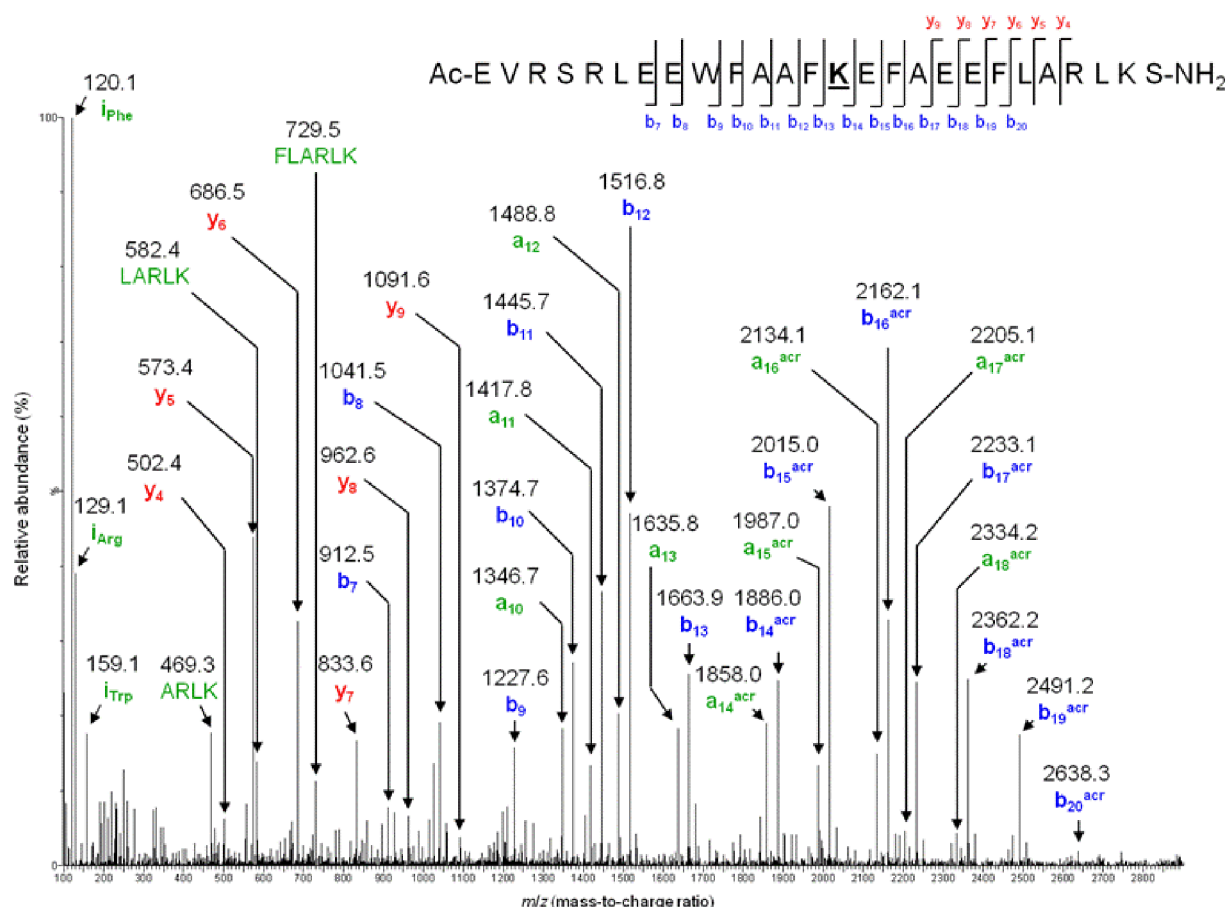 y₉ y₈ y₇ y₆ y₅ y₄
Ac-E V R S R L E E W F A A F K E F A E E F L A R L K S-NH₂
b₇ b₈ b₉ b₁₀ b₁₁ b₁₂ b₁₃ b₁₄ b₁₅ b₁₆ b₁₇ b₁₈ b₁₉ b₂₀
120.1
iPhe
729.5
FLARLK
686.5
y₆
582.4
LARLK
573.4
y₅
502.4
y₄
129.1
iArg
159.1
iTrp
469.3
ARLK
1091.6
y₉
1041.5
b₈
962.6
y₈
912.5
b₇
833.6
y₇
1516.8
b₁₂
1488.8
a₁₂
1445.7
b₁₁
1417.8
a₁₁
1374.7
b₁₀
1346.7
a₁₀
1227.6
b₉
1635.8
a₁₃
1663.9
b₁₃
2162.1
b₁₆acr
2134.1
a₁₆acr
2205.1
a₁₇acr
2015.0
b₁₅acr
2233.1
b₁₇acr
1987.0
a₁₅acr
2334.2
a₁₈acr
1886.0
b₁₄acr
1858.0
a₁₄acr
2362.2
b₁₈acr
2491.2
b₁₉acr
2638.3
b₂₀acr
100
%
0
Relative abundance (%)
100 200 300 400 500 600 700 800 900 1000 1100 1200 1300 1400 1500 1600 1700 1800 1900 2000 2100 2200 2300 2400 2500 2600 2700 2800
m/z (mass-to-charge ratio)